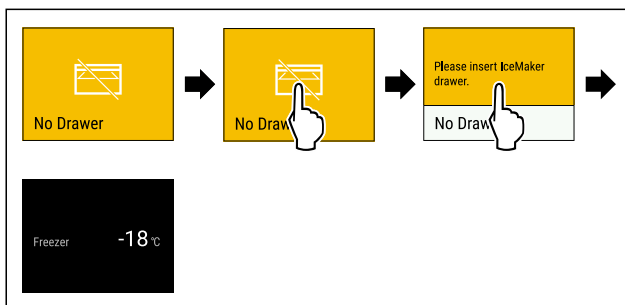 No Drawer
No Draw
Please insert IceMaker
drawer.
No Draw
Freezer -18 °C